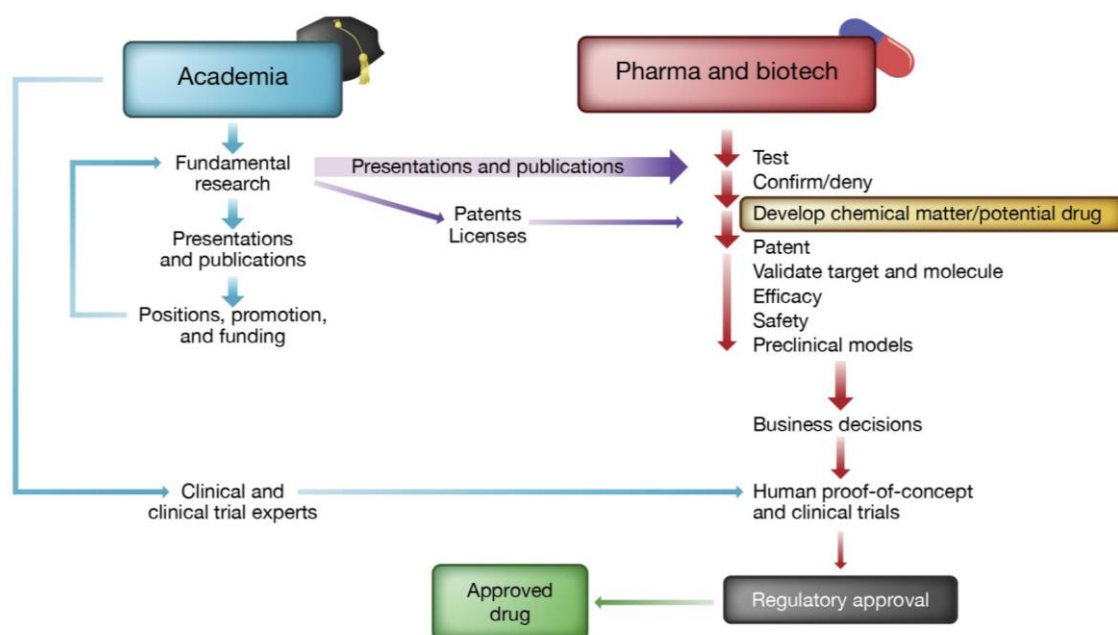 Academia
Pharma and biotech
Fundamental
research
Presentations
and publications
Positions, promotion,
and funding
Presentations and publications
Patents
Licenses
Test
Confirm/deny
Develop chemical matter/potential drug
Patent
Validate target and molecule
Efficacy
Safety
Preclinical models
Business decisions
Clinical and
clinical trial experts
Human proof-of-concept
and clinical trials
Regulatory approval
Approved
drug